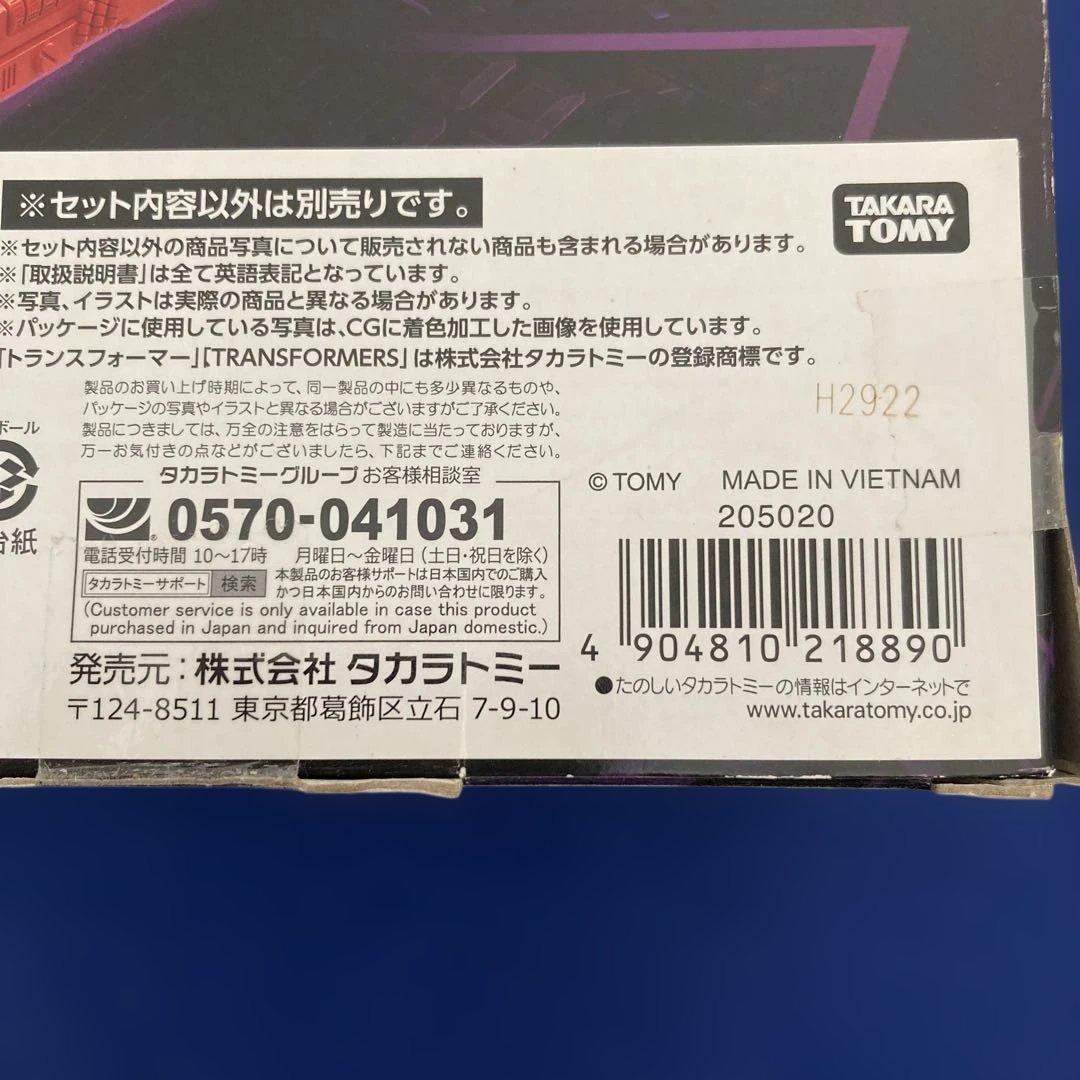 ※セット内容以外は別売りです。
TAKARA
TOMY
※セット内容以外の商品写真について販売されない商品も含まれる場合があります。
※「取扱説明書」は全て英語表記となっています。
※写真、イラストは実際の商品と異なる場合があります。
※パッケージに使用している写真は、CGに着色加工した画像を使用しています。
「トランスフォーマー」「TRANSFORMERS」は株式会社タカラトミーの登録商標です。
製品のお買い上げ時期によって、同一製品の中にも多少異なるものや、
パッケージの写真やイラストと異なる場合がございますがご了承ください。
製品につきましては、万全の注意をはらって製造に当たっておりますが、
万一お気付きの点などがございましたら、下記までご連絡ください。
H2922
ボール
台紙
タカラトミーグループ お客様相談室
0570-041031
電話受付時間 10〜17時 月曜日〜金曜日 (土日・祝日を除く)
タカラトミーサポート 検索
本製品のお客様サポートは日本国内でのご購入
かつ日本国内からのお問い合わせに限ります。
(Customer service is only available in case this product
purchased in Japan and inquired from Japan domestic.)
発売元:株式会社 タカラトミー
〒124-8511 東京都葛飾区立石 7-9-10
© TOMY MADE IN VIETNAM
205020
4 904810 218890
●たのしいタカラトミーの情報はインターネットで
www.takaratomy.co.jp